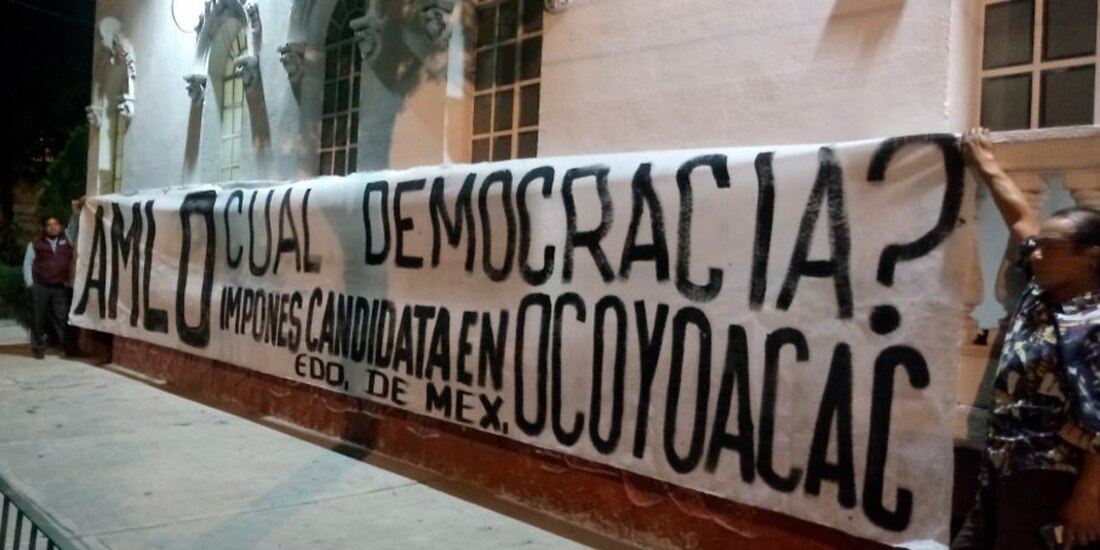 AMLO CUAL DEMOCRACIA?
IMPONES CANDIDATA EN OCOYOACAC
EDO. DE MEX.